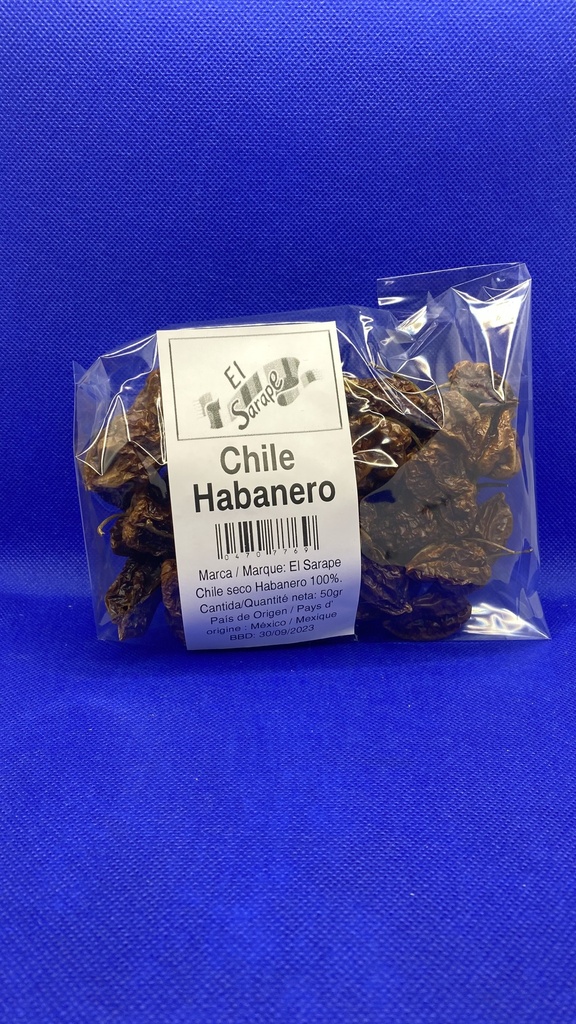 El
Sarape
Chile
Habanero
04707769
Marca / Marque: El Sarape
Chile seco Habanero 100%.
Cantida/Quantité neta: 50gr
País de Origen / Pays d'
origine : México / Mexique
BBD: 30/09/2023